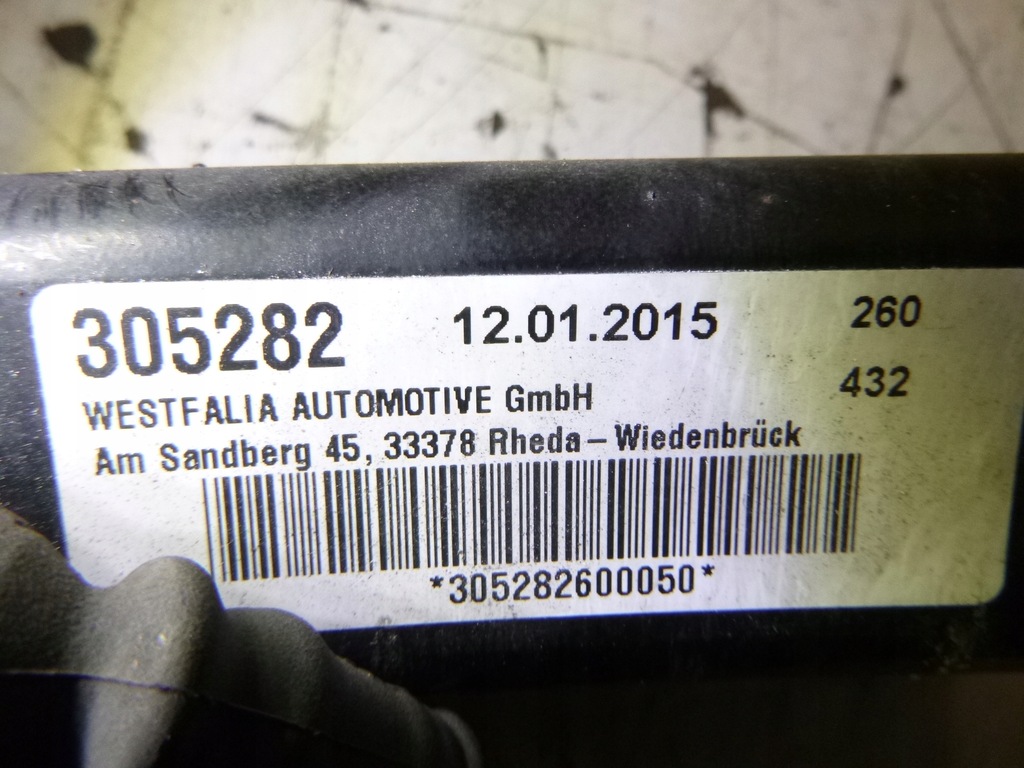 305282 12.01.2015 260
432
WESTFALIA AUTOMOTIVE GmbH
Am Sandberg 45, 33378 Rheda-Wiedenbrück
*305282600050*